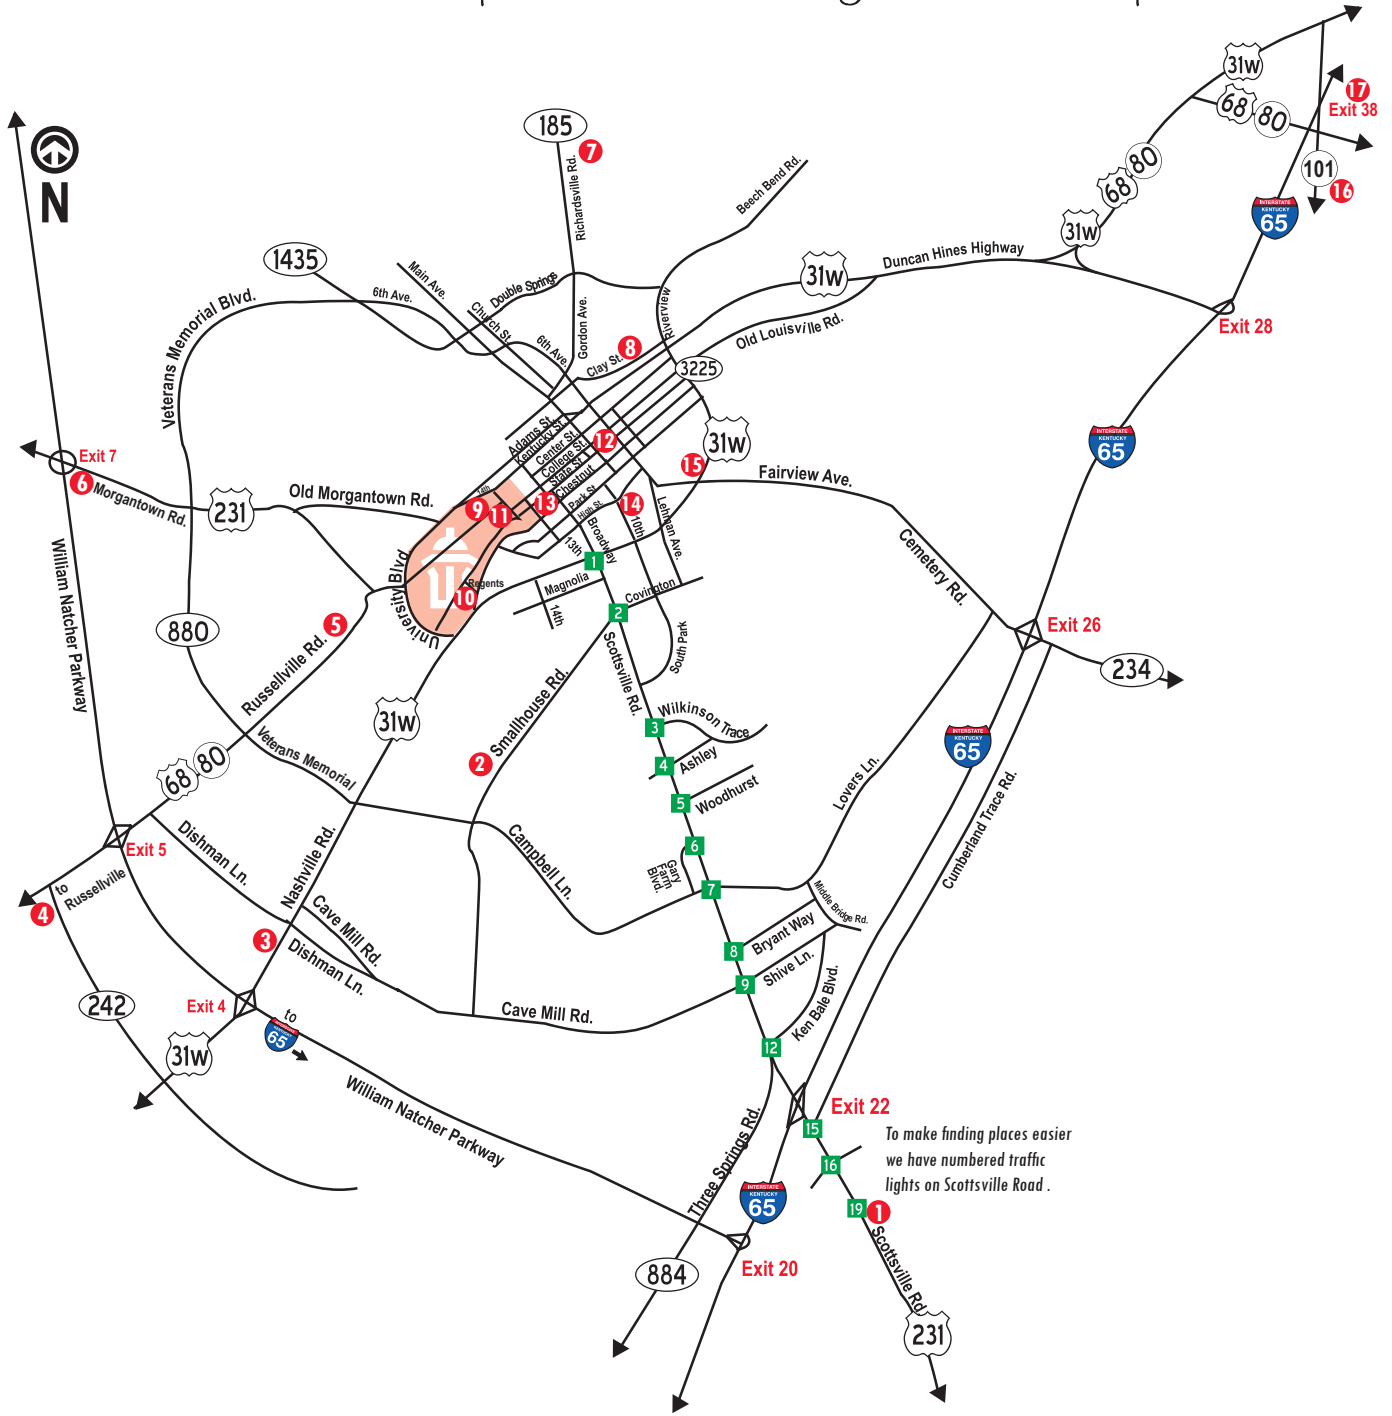 31W
68
80
17
Exit 38
185
7
101
16
68
80
INTERSTATE
KENTUCKY
65
N
Richardsville Rd.
Beech Bend Rd.
31W
1435
Main Ave.
Double Springs
31W
Duncan Hines Highway
6th Ave.
Veterans Memorial Blvd.
Church St.
Gordon Ave.
Riverview
Exit 28
6th Ave.
Clay St.
8
Old Louisville Rd.
3225
Adams St.
Kentucky St.
Center St.
College St.
State St.
Chestnut
Park St
High St.
12
31W
INTERSTATE
KENTUCKY
65
Exit 7
6
Morgantown Rd.
231
Old Morgantown Rd.
14th
9
11
13
14
15
Fairview Ave.
Broadway
10th
Lehman Ave.
13th
1
Cemetery Rd.
William Natcher Parkway
University Blvd.
Regents
10
Magnolia
14th
Covington
2
880
5
Russellville Rd.
Exit 26
234
South Park
Scottsville Rd.
31W
Smallhouse Rd.
2
3
Wilkinson Trace
INTERSTATE
KENTUCKY
65
68
80
Veterans Memorial
4
Ashley
5
Woodhurst
Lovers Ln.
Cumberland Trace Rd.
Exit 5
Dishman Ln.
Nashville Rd.
Campbell Ln.
6
Gary
Farm
Blvd.
7
to
Russellville
4
Middle Bridge Rd.
Cave Mill Rd.
3
Dishman Ln.
8
Bryant Way
9
Shive Ln.
242
Exit 4
to
65
Cave Mill Rd.
Ken Bale Blvd.
12
31W
William Natcher Parkway
Three Springs Rd.
Exit 22
15
To make finding places easier
we have numbered traffic
lights on Scottsville Road .
16
INTERSTATE
KENTUCKY
65
19
1
Scottsville Rd.
884
Exit 20
231